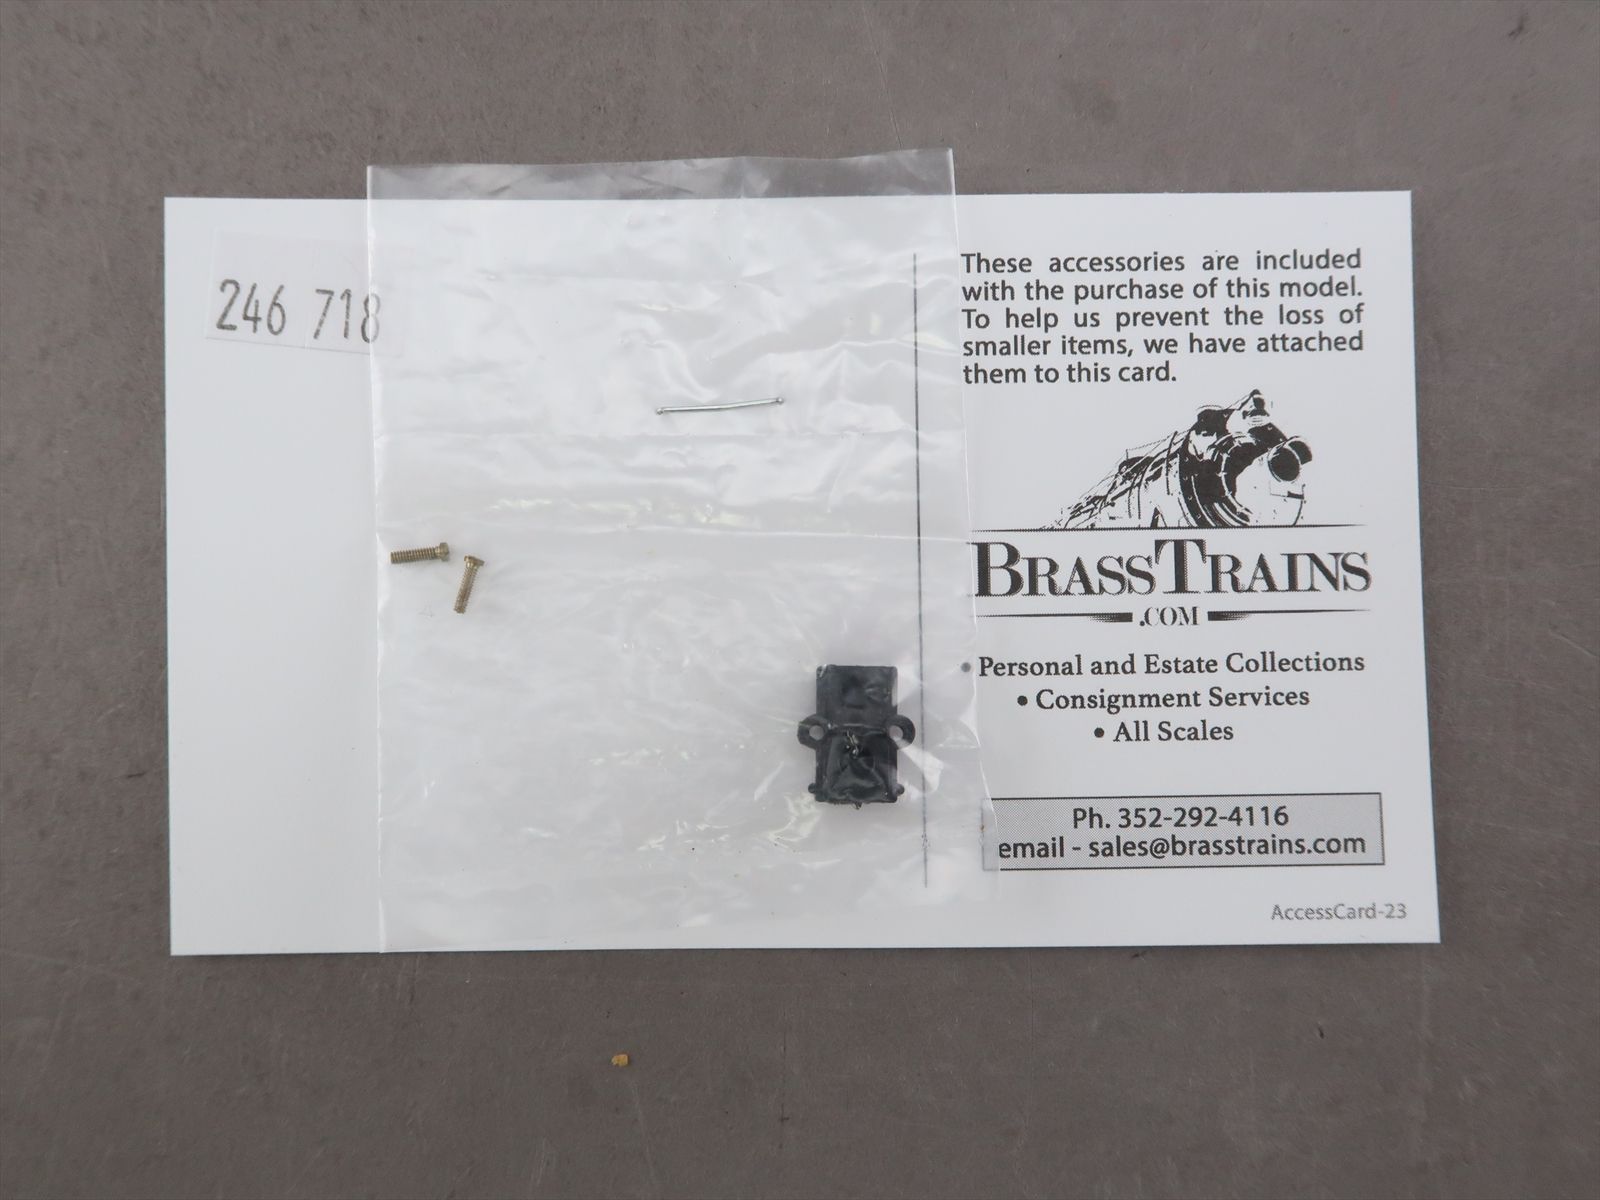 246 718
These accessories are included
with the purchase of this model.
To help us prevent the loss of
smaller items, we have attached
them to this card.
BRASSTRAINS
.COM
• Personal and Estate Collections
• Consignment Services
• All Scales
Ph. 352-292-4116
email - sales@brasstrains.com
AccessCard-23